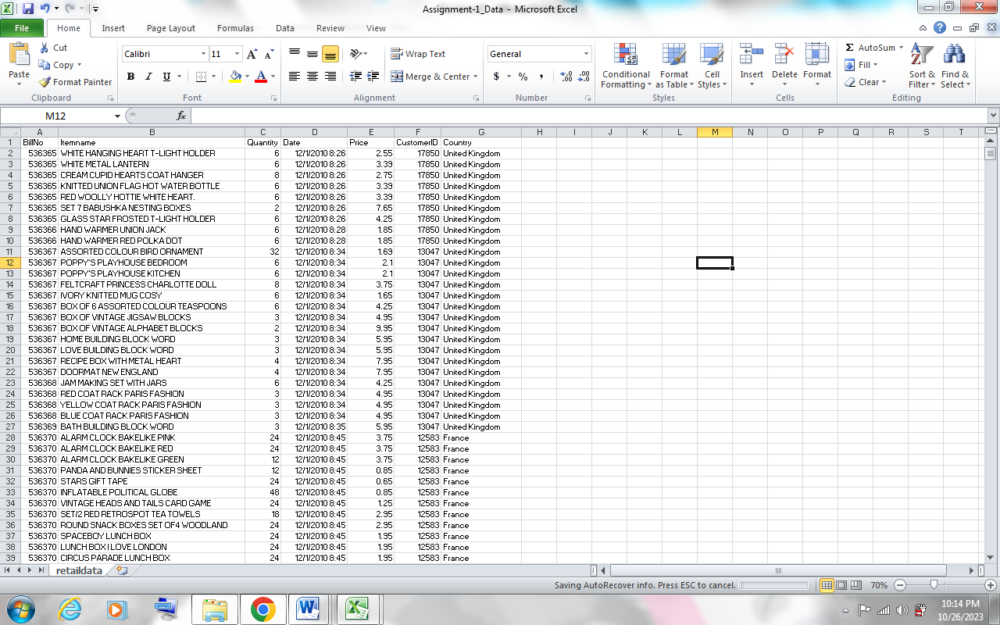 Assignment-1_Data - Microsoft Excel
File Home Insert Page Layout Formulas Data Review View
Paste
Cut
Copy
Format Painter
Clipboard
Calibri 11
B I U
Font
Wrap Text
Merge & Center
Alignment
General
$ % ,
Number
Conditional Formatting
Format as Table
Cell Styles
Styles
Insert Delete Format
Cells
Σ AutoSum
Fill
Clear
Sort & Filter
Find & Select
Editing
M12 fx
A B C D E F G H I J K L M N O P Q R S T
1 BillNo Itemname Quantity Date Price CustomerID Country
2 536365 WHITE HANGING HEART T-LIGHT HOLDER 6 12/1/2010 8:26 2.55 17850 United Kingdom
3 536365 WHITE METAL LANTERN 6 12/1/2010 8:26 3.39 17850 United Kingdom
4 536365 CREAM CUPID HEARTS COAT HANGER 8 12/1/2010 8:26 2.75 17850 United Kingdom
5 536365 KNITTED UNION FLAG HOT WATER BOTTLE 6 12/1/2010 8:26 3.39 17850 United Kingdom
6 536365 RED WOOLLY HOTTIE WHITE HEART. 6 12/1/2010 8:26 3.39 17850 United Kingdom
7 536365 SET 7 BABUSHKA NESTING BOXES 2 12/1/2010 8:26 7.65 17850 United Kingdom
8 536365 GLASS STAR FROSTED T-LIGHT HOLDER 6 12/1/2010 8:26 4.25 17850 United Kingdom
9 536366 HAND WARMER UNION JACK 6 12/1/2010 8:28 1.85 17850 United Kingdom
10 536366 HAND WARMER RED POLKA DOT 6 12/1/2010 8:28 1.85 17850 United Kingdom
11 536367 ASSORTED COLOUR BIRD ORNAMENT 32 12/1/2010 8:34 1.69 13047 United Kingdom
12 536367 POPPY'S PLAYHOUSE BEDROOM 6 12/1/2010 8:34 2.1 13047 United Kingdom
13 536367 POPPY'S PLAYHOUSE KITCHEN 6 12/1/2010 8:34 2.1 13047 United Kingdom
14 536367 FELTCRAFT PRINCESS CHARLOTTE DOLL 8 12/1/2010 8:34 3.75 13047 United Kingdom
15 536367 IVORY KNITTED MUG COSY 6 12/1/2010 8:34 1.65 13047 United Kingdom
16 536367 BOX OF 6 ASSORTED COLOUR TEASPOONS 6 12/1/2010 8:34 4.25 13047 United Kingdom
17 536367 BOX OF VINTAGE JIGSAW BLOCKS 3 12/1/2010 8:34 4.95 13047 United Kingdom
18 536367 BOX OF VINTAGE ALPHABET BLOCKS 2 12/1/2010 8:34 9.95 13047 United Kingdom
19 536367 HOME BUILDING BLOCK WORD 3 12/1/2010 8:34 5.95 13047 United Kingdom
20 536367 LOVE BUILDING BLOCK WORD 3 12/1/2010 8:34 5.95 13047 United Kingdom
21 536367 RECIPE BOX WITH METAL HEART 4 12/1/2010 8:34 7.95 13047 United Kingdom
22 536367 DOORMAT NEW ENGLAND 4 12/1/2010 8:34 7.95 13047 United Kingdom
23 536368 JAM MAKING SET WITH JARS 6 12/1/2010 8:34 4.25 13047 United Kingdom
24 536368 RED COAT RACK PARIS FASHION 3 12/1/2010 8:34 4.95 13047 United Kingdom
25 536368 YELLOW COAT RACK PARIS FASHION 3 12/1/2010 8:34 4.95 13047 United Kingdom
26 536368 BLUE COAT RACK PARIS FASHION 3 12/1/2010 8:34 4.95 13047 United Kingdom
27 536369 BATH BUILDING BLOCK WORD 3 12/1/2010 8:35 5.95 13047 United Kingdom
28 536370 ALARM CLOCK BAKELIKE PINK 24 12/1/2010 8:45 3.75 12583 France
29 536370 ALARM CLOCK BAKELIKE RED 24 12/1/2010 8:45 3.75 12583 France
30 536370 ALARM CLOCK BAKELIKE GREEN 12 12/1/2010 8:45 3.75 12583 France
31 536370 PANDA AND BUNNIES STICKER SHEET 12 12/1/2010 8:45 0.85 12583 France
32 536370 STARS GIFT TAPE 24 12/1/2010 8:45 0.65 12583 France
33 536370 INFLATABLE POLITICAL GLOBE 48 12/1/2010 8:45 0.85 12583 France
34 536370 VINTAGE HEADS AND TAILS CARD GAME 24 12/1/2010 8:45 1.25 12583 France
35 536370 SET/2 RED RETROSPOT TEA TOWELS 18 12/1/2010 8:45 2.95 12583 France
36 536370 ROUND SNACK BOXES SET OF4 WOODLAND 24 12/1/2010 8:45 2.95 12583 France
37 536370 SPACEBOY LUNCH BOX 24 12/1/2010 8:45 1.95 12583 France
38 536370 LUNCH BOX I LOVE LONDON 24 12/1/2010 8:45 1.95 12583 France
39 536370 CIRCUS PARADE LUNCH BOX 24 12/1/2010 8:45 1.95 12583 France
retaildata
Saving AutoRecover info. Press ESC to cancel. 70%
10:14 PM
10/26/2023